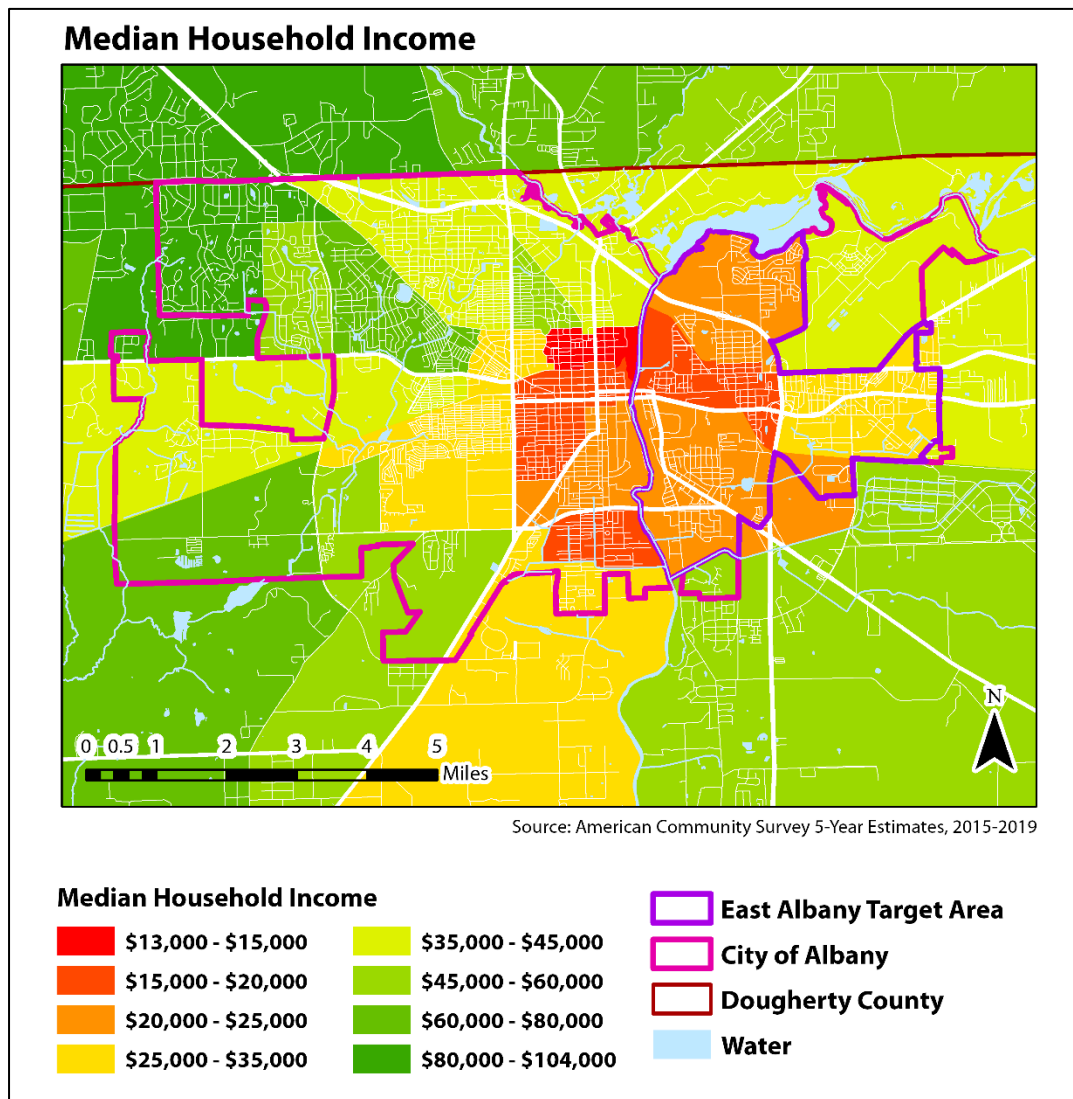 Median Household Income
N
0 0.5 1 2 3 4 5
Miles
Source: American Community Survey 5-Year Estimates, 2015-2019
Median Household Income
$13,000 - $15,000
$15,000 - $20,000
$20,000 - $25,000
$25,000 - $35,000
$35,000 - $45,000
$45,000 - $60,000
$60,000 - $80,000
$80,000 - $104,000
East Albany Target Area
City of Albany
Dougherty County
Water